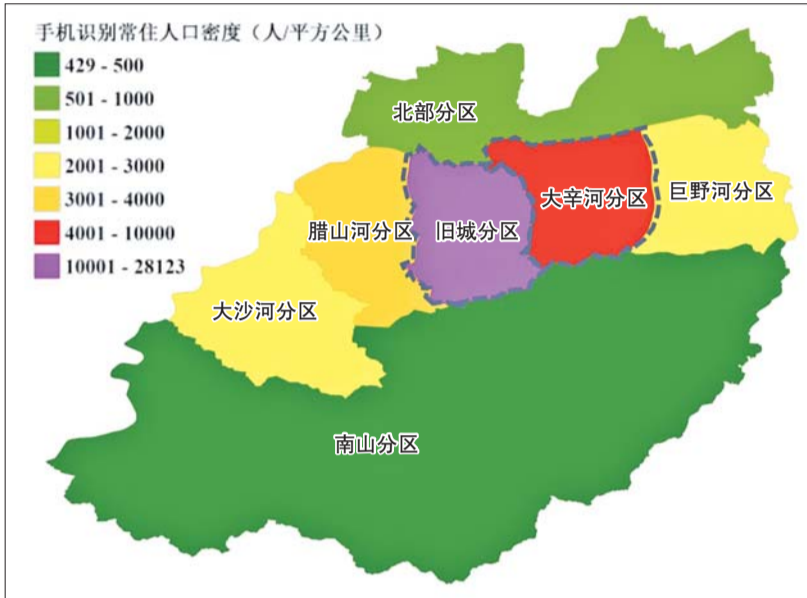 手机识别常住人口密度（人/平方公里）
429 - 500
501 - 1000
1001 - 2000
2001 - 3000
3001 - 4000
4001 - 10000
10001 - 28123
北部分区
大辛河分区
巨野河分区
腊山河分区
旧城分区
大沙河分区
南山分区